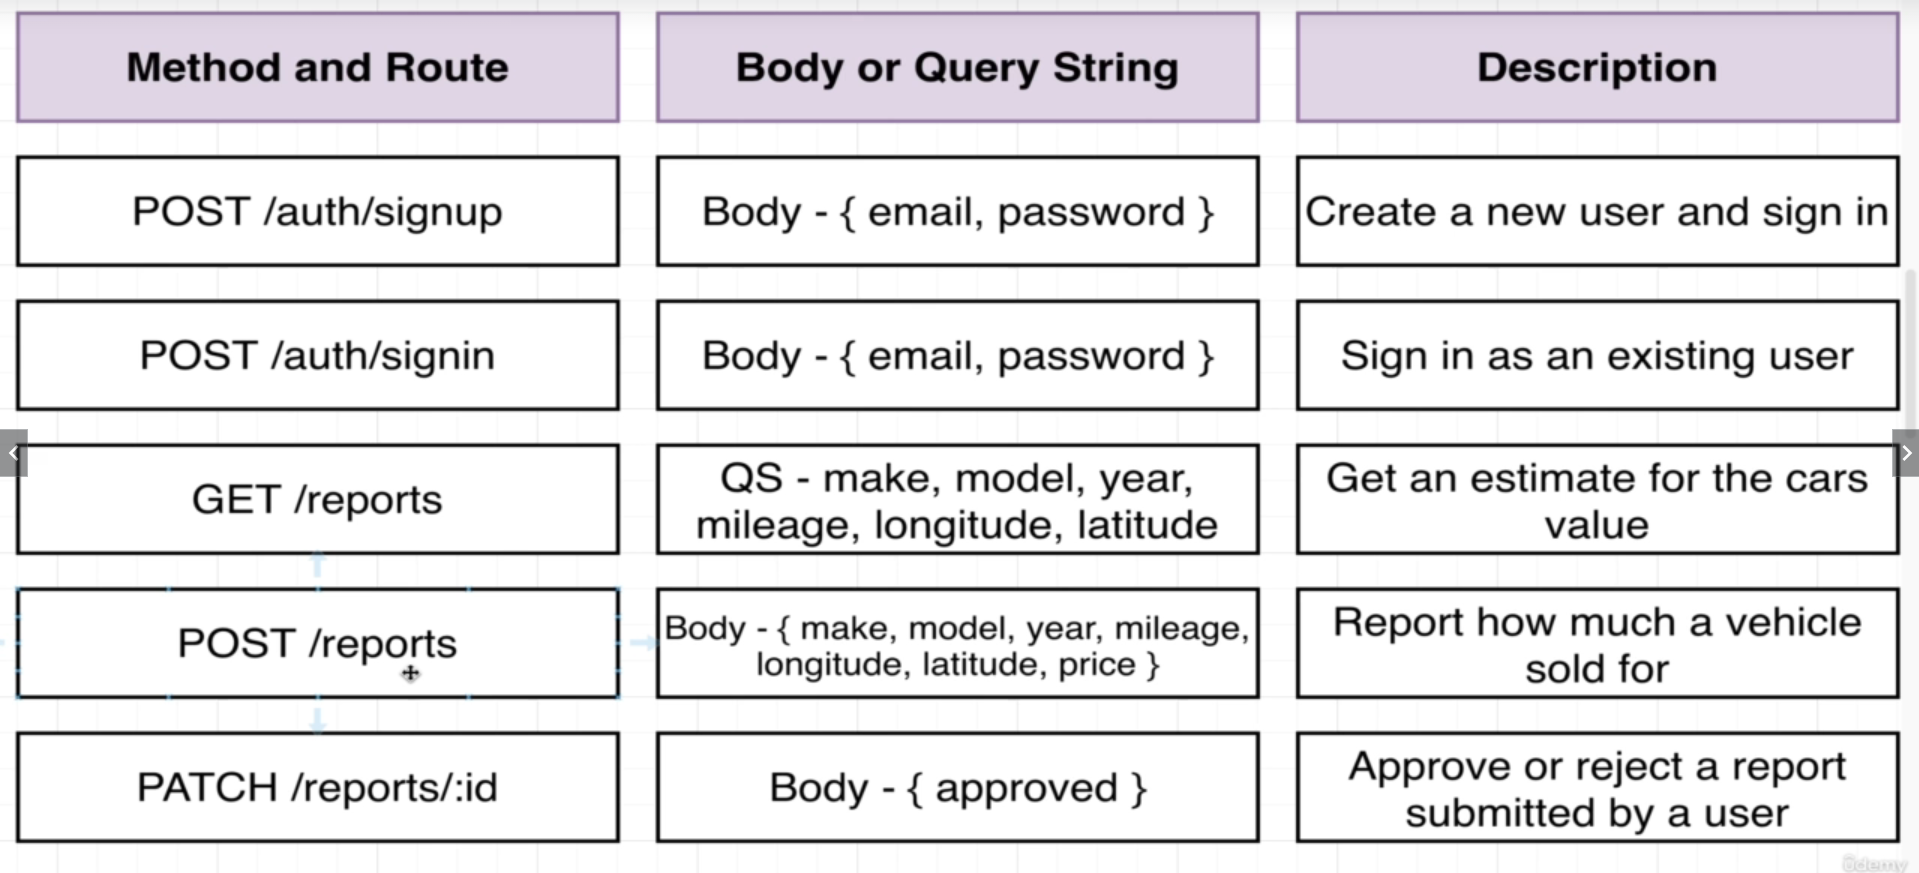 Method and Route
Body or Query String
Description
POST /auth/signup
Body - { email, password }
Create a new user and sign in
POST /auth/signin
Body - { email, password }
Sign in as an existing user
GET /reports
QS - make, model, year,
mileage, longitude, latitude
Get an estimate for the cars
value
POST /reports
Body - { make, model, year, mileage,
longitude, latitude, price }
Report how much a vehicle
sold for
PATCH /reports/:id
Body - { approved }
Approve or reject a report
submitted by a user
ûdemy